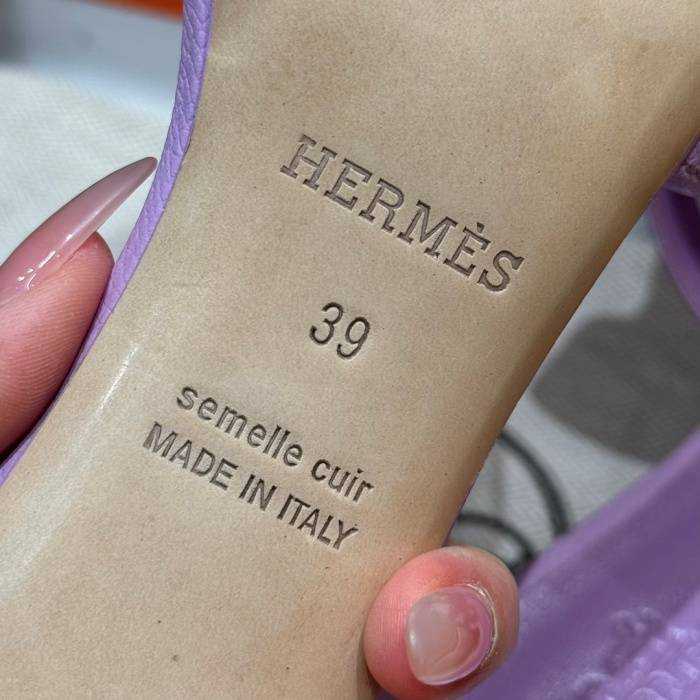 HERMÈS
39
semelle cuir
MADE IN ITALY